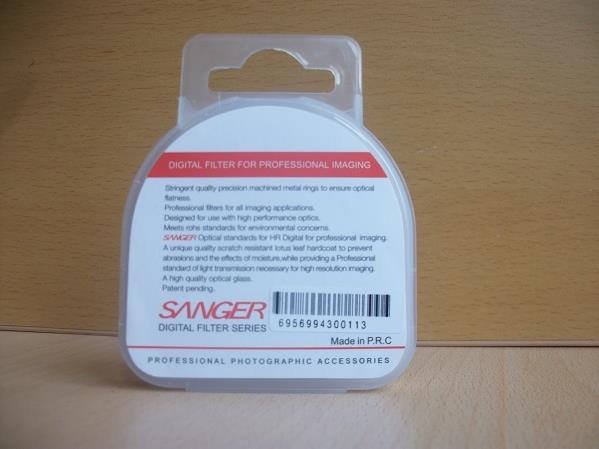 DIGITAL FILTER FOR PROFESSIONAL IMAGING
Stringent quality precision machined metal rings to ensure optical
flatness.
Professional filters for all imaging applications.
Designed for use with high performance optics.
Meets rohs standards for environmental concerns.
SANGER Optical standards for HR Digital for professional imaging.
A unique quality scratch resistant lotus leaf hardcoat to prevent
abrasions and the effects of moisture,while providing a Professional
standard of light transmission necessary for high resolution imaging.
A high quality optical glass.
Patent pending.
SANGER
DIGITAL FILTER SERIES
6956994300113
Made in P.R.C
PROFESSIONAL PHOTOGRAPHIC ACCESSORIES